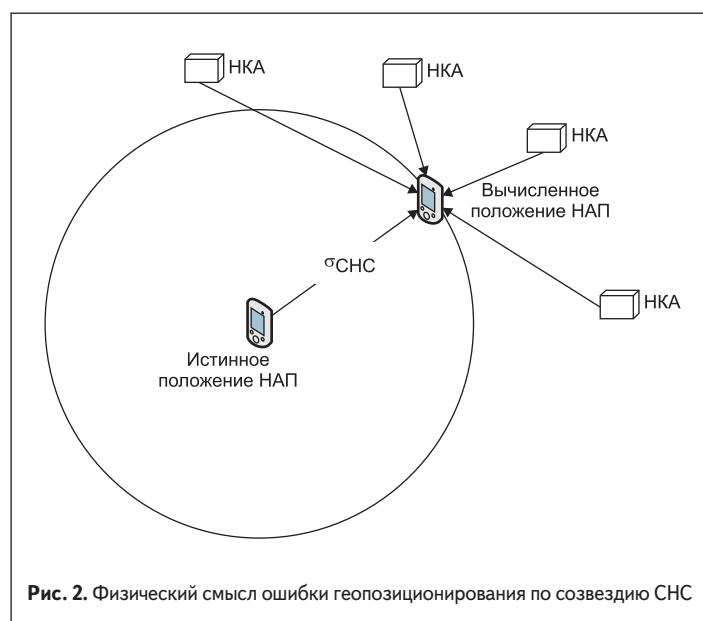 НКА
НКА
НКА
Вычисленное
положение НАП
σСНС
НКА
Истинное
положение НАП
Рис. 2. Физический смысл ошибки геопозиционирования по созвездию СНС